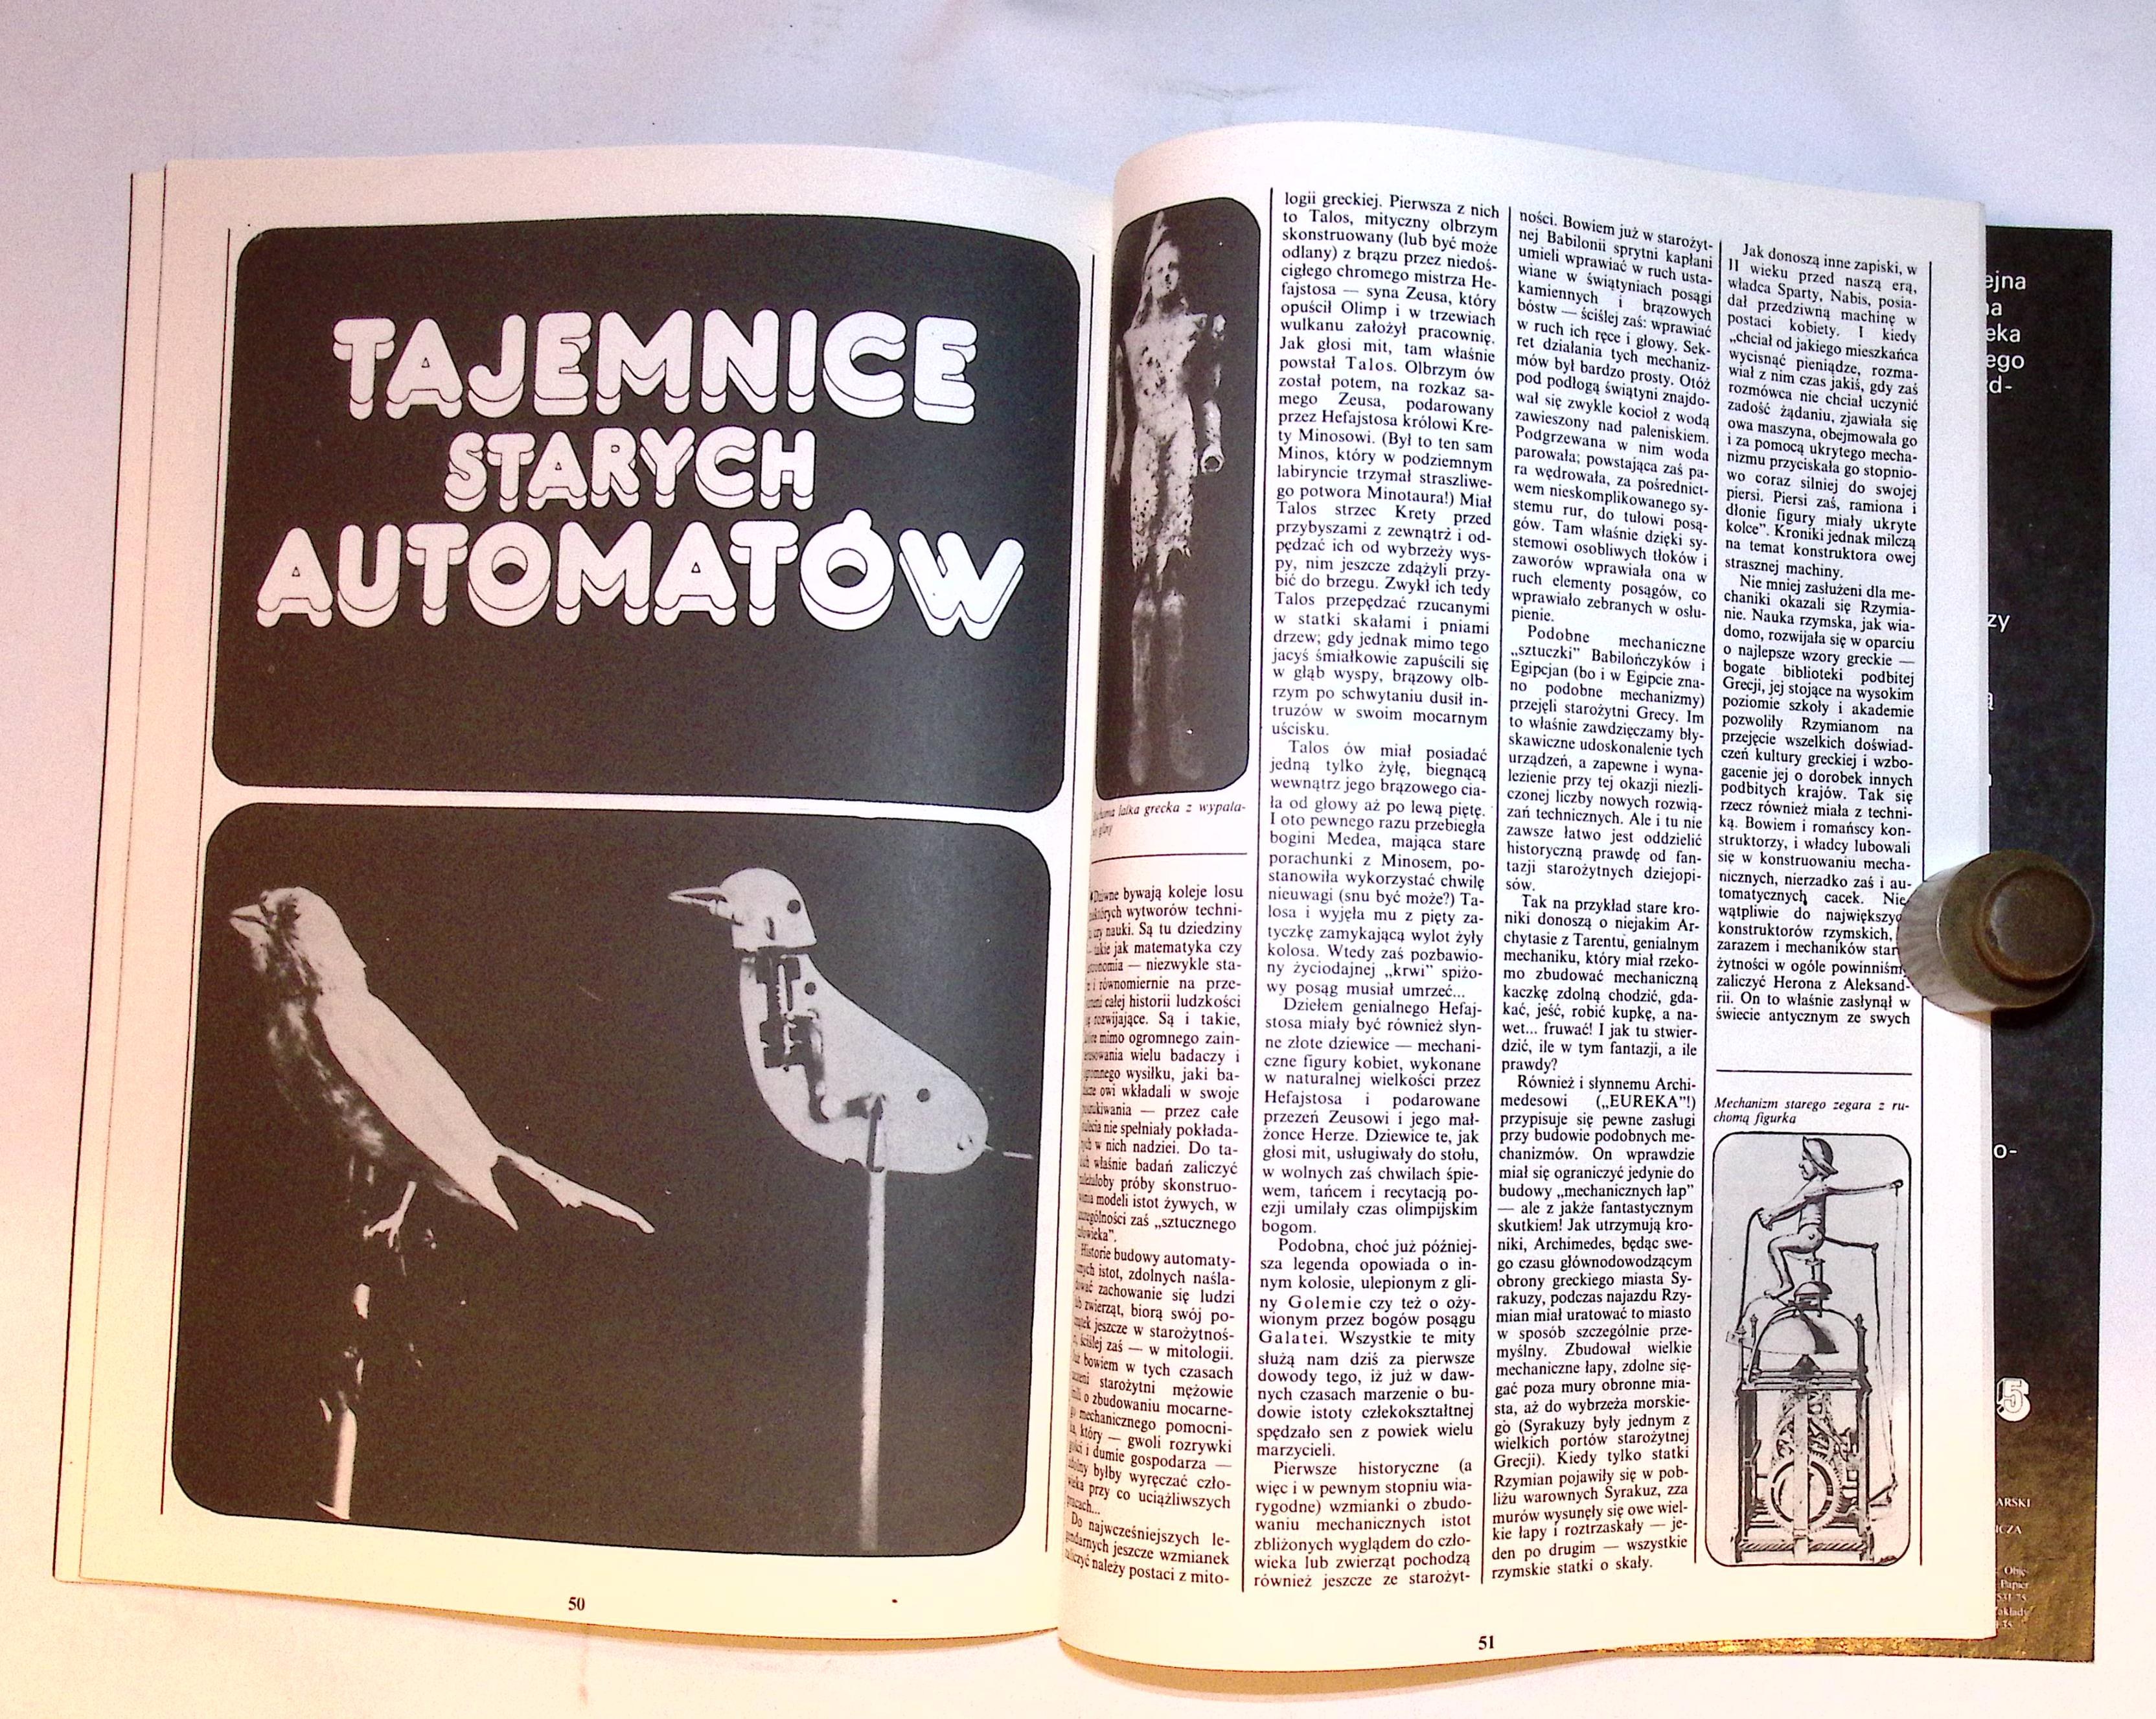 TAJEMNICE
STARYCH
AUTOMATÓW
50
lalka grecka z wypala-
Dziwne bywają koleje losu
wytworów techni-
czy nauki. Są tu dziedziny
— takie jak matematyka czy
— niezwykle sta-
i równomiernie na prze-
całej historii ludzkości
rozwijające. Są i takie,
mimo ogromnego zain-
wielu badaczy i
wysiłku, jaki ba-
owi wkładali w swoje
— przez całe
nie spełniały pokłada-
w nich nadziei. Do ta-
właśnie badań zaliczyć
próby skonstruo-
modeli istot żywych, w
zaś „sztucznego
Historie budowy automaty-
istot, zdolnych naśla-
zachowanie się ludzi
zwierząt, biorą swój po-
jeszcze w starożytnoś-
ściślej zaś — w mitologii.
bowiem w tych czasach
starożytni mężowie
o zbudowaniu mocarne-
mechanicznego pomocni-
który — gwoli rozrywki
i dumie gospodarza —
byłby wyręczać czło-
przy co uciążliwszych
Do najwcześniejszych le-
jeszcze wzmianek
należy postaci z mito-
logii greckiej. Pierwsza z nich
to Talos, mityczny olbrzym
skonstruowany (lub być może
odlany) z brązu przez niedoś-
cigłego chromego mistrza He-
fajstosa — syna Zeusa, który
opuścił Olimp i w trzewiach
wulkanu założył pracownię.
Jak głosi mit, tam właśnie
powstał Talos. Olbrzym ów
został potem, na rozkaz sa-
mego Zeusa, podarowany
przez Hefajstosa królowi Kre-
ty Minosowi. (Był to ten sam
Minos, który w podziemnym
labiryncie trzymał straszliwe-
go potwora Minotaura!) Miał
Talos strzec Krety przed
przybyszami z zewnątrz i od-
pędzać ich od wybrzeży wys-
py, nim jeszcze zdążyli przy-
bić do brzegu. Zwykł ich tedy
Talos przepędzać rzucanymi
w statki skałami i pniami
drzew; gdy jednak mimo tego
jacyś śmiałkowie zapuścili się
w głąb wyspy, brązowy olb-
rzym po schwytaniu dusił in-
truzów w swoim mocarnym
uścisku.
Talos ów miał posiadać
jedną tylko żyłę, biegnącą
wewnątrz jego brązowego cia-
ła od głowy aż po lewą piętę.
I oto pewnego razu przebiegła
bogini Medea, mająca stare
porachunki z Minosem, po-
stanowiła wykorzystać chwilę
nieuwagi (snu być może?) Ta-
losa i wyjęła mu z pięty za-
tyczkę zamykającą wylot żyły
kolosa. Wtedy zaś pozbawio-
ny życiodajnej „krwi” spiżo-
wy posąg musiał umrzeć...
Dziełem genialnego Hefaj-
stosa miały być również słyn-
ne złote dziewice — mechani-
czne figury kobiet, wykonane
w naturalnej wielkości przez
Hefajstosa i podarowane
przezeń Zeusowi i jego mał-
żonce Herze. Dziewice te, jak
głosi mit, usługiwały do stołu,
w wolnych zaś chwilach śpie-
wem, tańcem i recytacją po-
ezji umilały czas olimpijskim
bogom.
Podobna, choć już później-
sza legenda opowiada o in-
nym kolosie, ulepionym z gli-
ny Golemie czy też o oży-
wionym przez bogów posągu
Galatei. Wszystkie te mity
służą nam dziś za pierwsze
dowody tego, iż już w daw-
nych czasach marzenie o bu-
dowie istoty człekokształtnej
spędzało sen z powiek wielu
marzycieli.
Pierwsze historyczne (a
więc i w pewnym stopniu wia-
rygodne) wzmianki o zbudo-
waniu mechanicznych istot
zbliżonych wyglądem do czło-
wieka lub zwierząt pochodzą
również jeszcze ze starożyt-
ności. Bowiem już w starożyt-
nej Babilonii sprytni kapłani
umieli wprawiać w ruch usta-
wiane w świątyniach posągi
kamiennych i brązowych
bóstw — ściślej zaś: wprawiać
w ruch ich ręce i głowy. Sek-
ret działania tych mechaniz-
mów był bardzo prosty. Otóż
pod podłogą świątyni znajdo-
wał się zwykle kocioł z wodą
zawieszony nad paleniskiem.
Podgrzewana w nim woda
parowała; powstająca zaś pa-
ra wędrowała, za pośrednict-
wem nieskomplikowanego sy-
stemu rur, do tułowi posą-
gów. Tam właśnie dzięki sy-
stemowi osobliwych tłoków i
zaworów wprawiała ona w
ruch elementy posągów, co
wprawiało zebranych w osłu-
pienie.
Podobne mechaniczne
„sztuczki” Babilończyków i
Egipcjan (bo i w Egipcie zna-
no podobne mechanizmy)
przejęli starożytni Grecy. Im
to właśnie zawdzięczamy bły-
skawiczne udoskonalenie tych
urządzeń, a zapewne i wyna-
lezienie przy tej okazji niezli-
czonej liczby nowych rozwią-
zań technicznych. Ale i tu nie
zawsze łatwo jest oddzielić
historyczną prawdę od fan-
tazji starożytnych dziejopi-
sów.
Tak na przykład stare kro-
niki donoszą o niejakim Ar-
chytasie z Tarentu, genialnym
mechaniku, który miał rzeko-
mo zbudować mechaniczną
kaczkę zdolną chodzić, gda-
kać, jeść, robić kupkę, a na-
wet... fruwać! I jak tu stwier-
dzić, ile w tym fantazji, a ile
prawdy?
Również i słynnemu Archi-
medesowi („EUREKA”!)
przypisuje się pewne zasługi
przy budowie podobnych me-
chanizmów. On wprawdzie
miał się ograniczyć jedynie do
budowy „mechanicznych łap”
— ale z jakże fantastycznym
skutkiem! Jak utrzymują kro-
niki, Archimedes, będąc swe-
go czasu głównodowodzącym
obrony greckiego miasta Sy-
rakuzy, podczas najazdu Rzy-
mian miał uratować to miasto
w sposób szczególnie prze-
myślny. Zbudował wielkie
mechaniczne łapy, zdolne się-
gać poza mury obronne mia-
sta, aż do wybrzeża morskie-
go (Syrakuzy były jednym z
wielkich portów starożytnej
Grecji). Kiedy tylko statki
Rzymian pojawiły się w pob-
liżu warownych Syrakuz, zza
murów wysunęły się owe wiel-
kie łapy i roztrzaskały — je-
den po drugim — wszystkie
rzymskie statki o skały.
Jak donoszą inne zapiski, w
II wieku przed naszą erą,
władca Sparty, Nabis, posia-
dał przedziwną machinę w
postaci kobiety. I kiedy
„chciał od jakiego mieszkańca
wycisnąć pieniądze, rozma-
wiał z nim czas jakiś, gdy zaś
rozmówca nie chciał uczynić
zadość żądaniu, zjawiała się
owa maszyna, obejmowała go
i za pomocą ukrytego mecha-
nizmu przyciskała go stopnio-
wo coraz silniej do swojej
piersi. Piersi zaś, ramiona i
dłonie figury miały ukryte
kolce”. Kroniki jednak milczą
na temat konstruktora owej
strasznej machiny.
Nie mniej zasłużeni dla me-
chaniki okazali się Rzymia-
nie. Nauka rzymska, jak wia-
domo, rozwijała się w oparciu
o najlepsze wzory greckie —
bogate biblioteki podbitej
Grecji, jej stojące na wysokim
poziomie szkoły i akademie
pozwoliły Rzymianom na
przejęcie wszelkich doświad-
czeń kultury greckiej i wzbo-
gacenie jej o dorobek innych
podbitych krajów. Tak się
rzecz również miała z techni-
ką. Bowiem i romańscy kon-
struktorzy, i władcy lubowali
się w konstruowaniu mecha-
nicznych, nierzadko zaś i au-
tomatycznych cacek. Nie-
wątpliwie do
konstruktorów rzymskich,
zarazem i mechaników star
żytności w ogóle
zaliczyć Herona z Aleksand-
rii. On to właśnie zasłynął w
świecie antycznym ze swych
Mechanizm starego zegara z ru-
chomą figurką
51
ejna
na
eka
ego
d-
zy
o-
5
ARSKI
ICZA
Papier